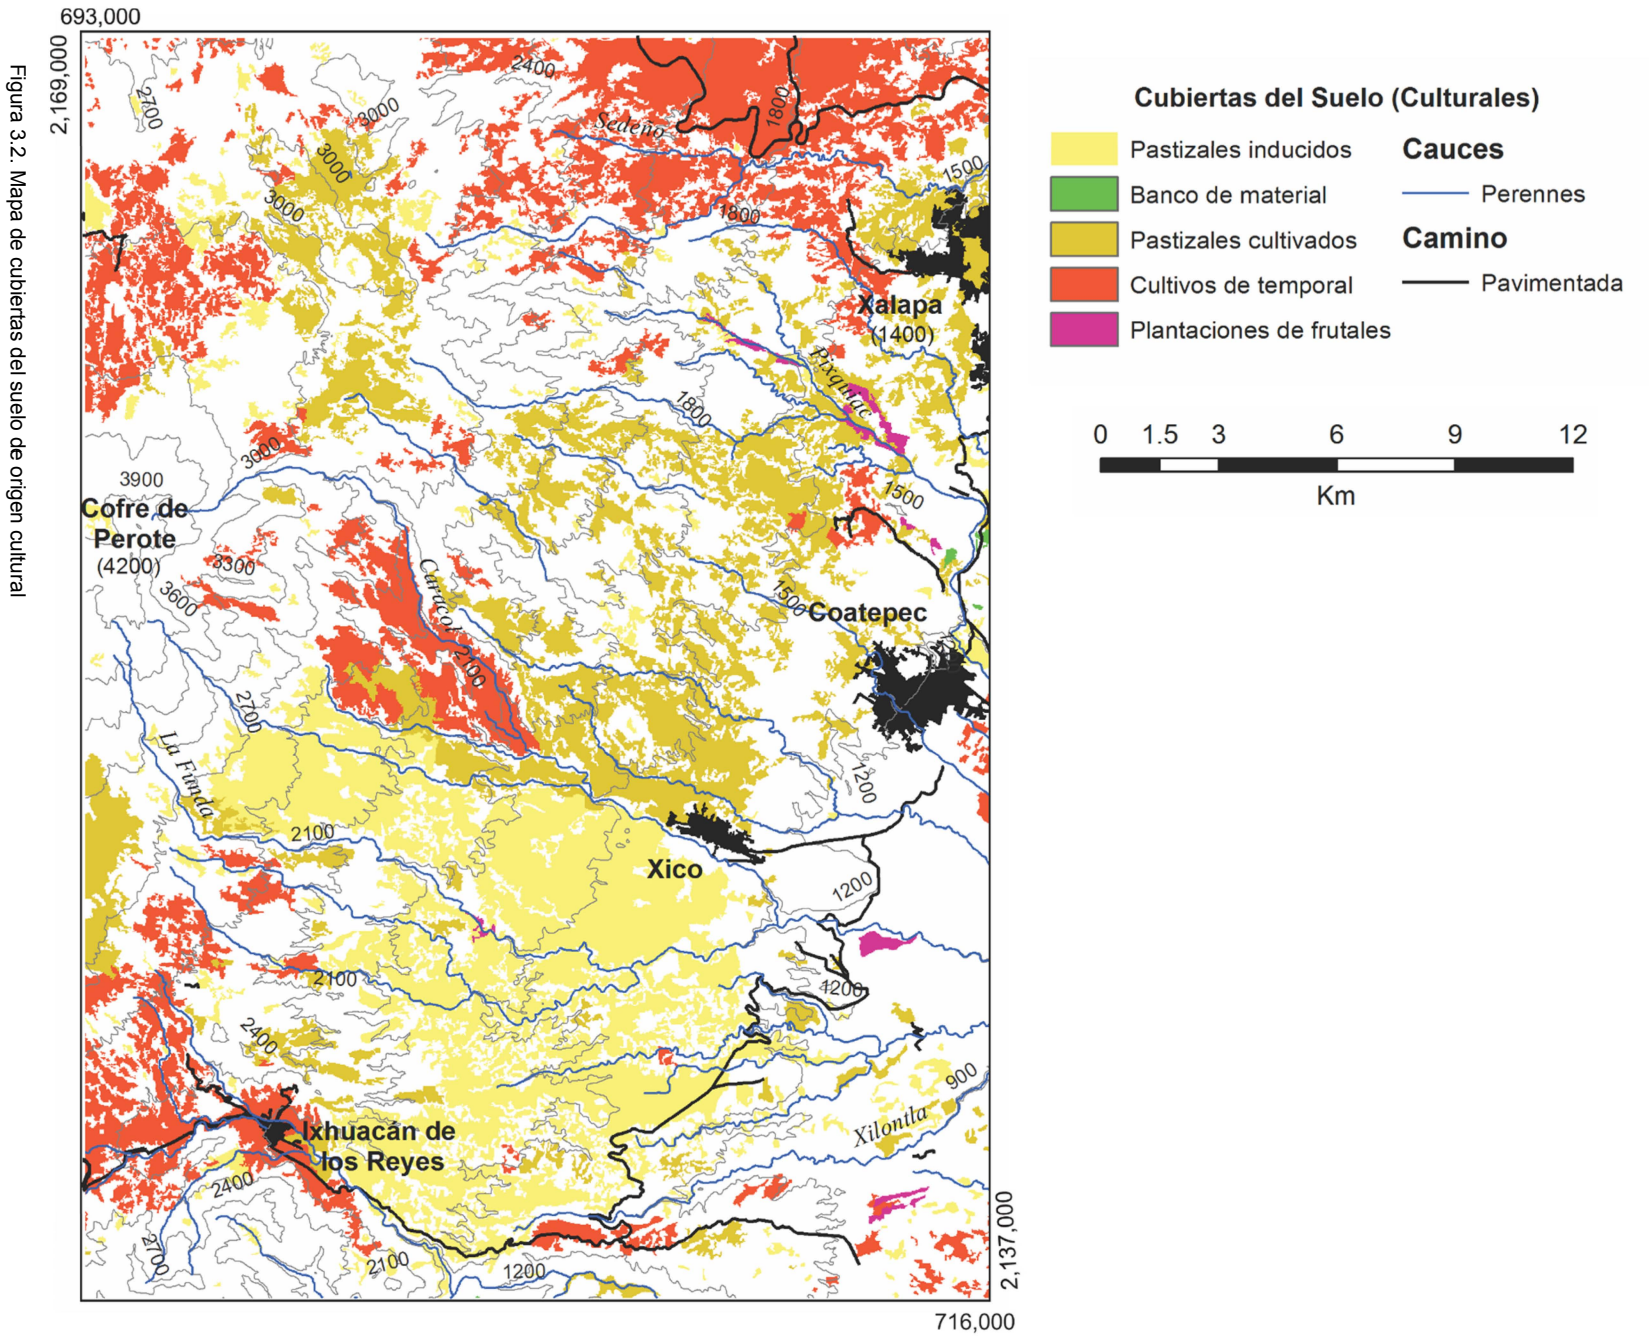 693,000
2,169,000
Figura 3.2. Mapa de cubiertas del suelo de origen cultural
2400
2700
3000
1800
Sedeño
3000
1500
3000
1800
Xalapa
(1400)
Pixquiac
1800
3000
3900
1500
Cofre de
Perote
(4200)
3300
3600
Caracol
1500
Coatepec
2100
2700
La Funda
1200
2100
Xico
1200
2100
1200
2400
900
Xilontla
Ixhuacán de
los Reyes
2400
2700
2100
1200
2,137,000
716,000
Cubiertas del Suelo (Culturales)
Pastizales inducidos
Banco de material
Pastizales cultivados
Cultivos de temporal
Plantaciones de frutales
Cauces
Perennes
Camino
Pavimentada
0 1.5 3 6 9 12
Km